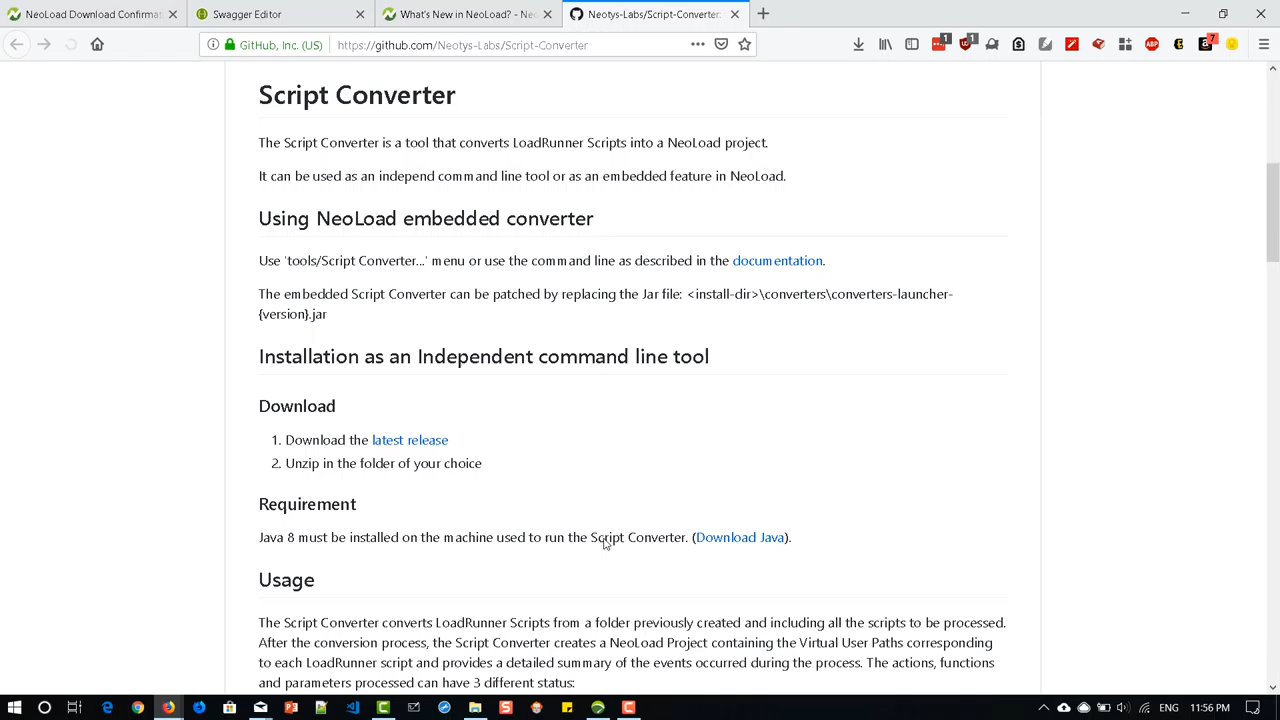 NeoLoad Download Confirmat
Swagger Editor
What's New in NeoLoad? - Ne
Neotys-Labs/Script-Converter:
GitHub, Inc. (US)
https://github.com/Neotys-Labs/Script-Converter
1
1
ABP
7
Script Converter
The Script Converter is a tool that converts LoadRunner Scripts into a NeoLoad project.
It can be used as an independ command line tool or as an embedded feature in NeoLoad.
Using NeoLoad embedded converter
Use 'tools/Script Converter...' menu or use the command line as described in the documentation.
The embedded Script Converter can be patched by replacing the Jar file: <install-dir>\converters\converters-launcher-
{version}.jar
Installation as an Independent command line tool
Download
1. Download the latest release
2. Unzip in the folder of your choice
Requirement
Java 8 must be installed on the machine used to run the Script Converter. (Download Java).
Usage
The Script Converter converts LoadRunner Scripts from a folder previously created and including all the scripts to be processed.
After the conversion process, the Script Converter creates a NeoLoad Project containing the Virtual User Paths corresponding
to each LoadRunner script and provides a detailed summary of the events occurred during the process. The actions, functions
and parameters processed can have 3 different status:
ENG
11:56 PM